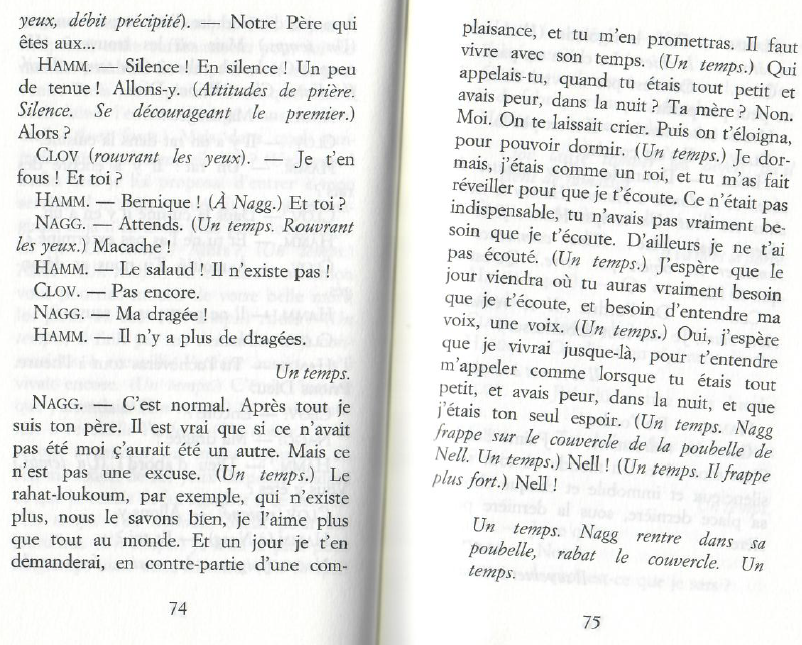 yeux, débit précipité). — Notre Père qui
êtes aux...
HAMM. — Silence ! En silence ! Un peu
de tenue ! Allons-y. (Attitudes de prière.
Silence. Se décourageant le premier.)
Alors ?
CLOV (rouvrant les yeux). — Je t'en
fous ! Et toi ?
HAMM. — Bernique ! (À Nagg.) Et toi ?
NAGG. — Attends. (Un temps. Rouvrant
les yeux.) Macache !
HAMM. — Le salaud ! Il n'existe pas !
CLOV. — Pas encore.
NAGG. — Ma dragée !
HAMM. — Il n'y a plus de dragées.
Un temps.
NAGG. — C'est normal. Après tout je
suis ton père. Il est vrai que si ce n'avait
pas été moi ç'aurait été un autre. Mais ce
n'est pas une excuse. (Un temps.) Le
rahat-loukoum, par exemple, qui n'existe
plus, nous le savons bien, je l'aime plus
que tout au monde. Et un jour je t'en
demanderai, en contre-partie d'une com-
74
plaisance, et tu m'en promettras. Il faut
vivre avec son temps. (Un temps.) Qui
appelais-tu, quand tu étais tout petit et
avais peur, dans la nuit ? Ta mère ? Non.
Moi. On te laissait crier. Puis on t'éloigna,
pour pouvoir dormir. (Un temps.) Je dor-
mais, j'étais comme un roi, et tu m'as fait
réveiller pour que je t'écoute. Ce n'était pas
indispensable, tu n'avais pas vraiment be-
soin que je t'écoute. D'ailleurs je ne t'ai
pas écouté. (Un temps.) J'espère que le
jour viendra où tu auras vraiment besoin
que je t'écoute, et besoin d'entendre ma
voix, une voix. (Un temps.) Oui, j'espère
que je vivrai jusque-là, pour t'entendre
m'appeler comme lorsque tu étais tout
petit, et avais peur, dans la nuit, et que
j'étais ton seul espoir. (Un temps. Nagg
frappe sur le couvercle de la poubelle de
Nell. Un temps.) Nell ! (Un temps. Il frappe
plus fort.) Nell !
Un temps. Nagg rentre dans sa
poubelle, rabat le couvercle. Un
temps.
75